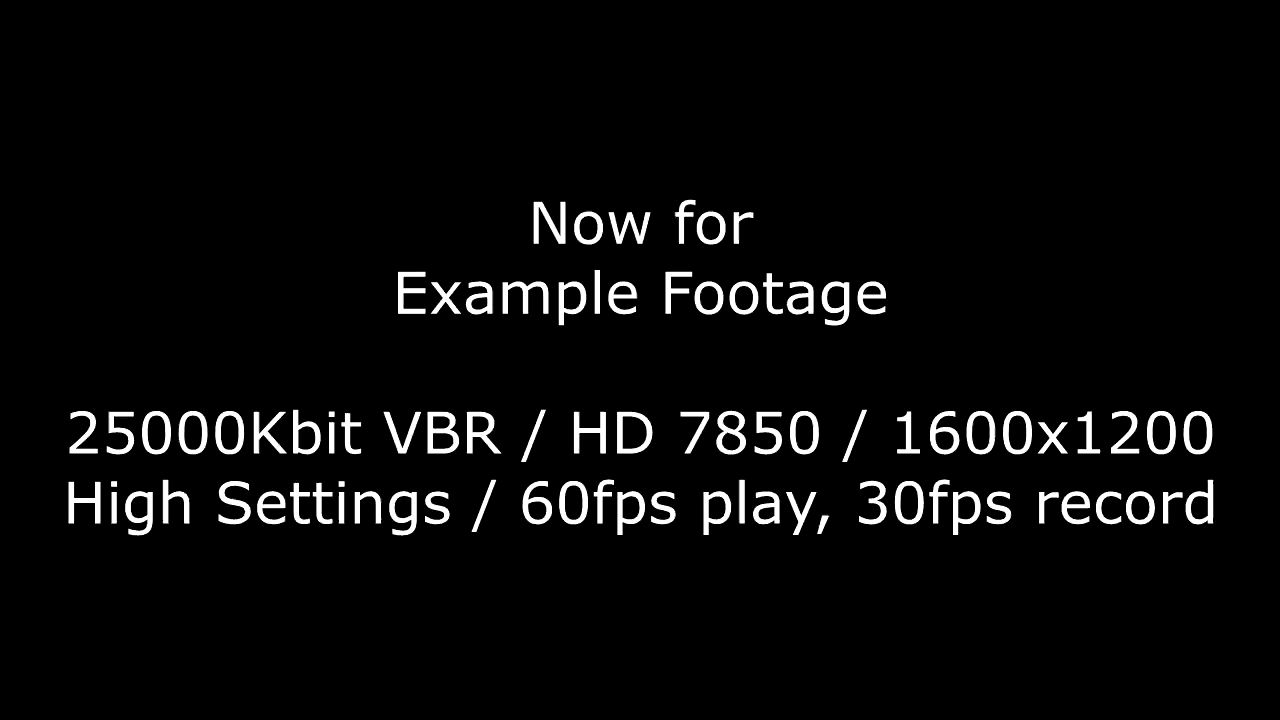 Now for
Example Footage
25000Kbit VBR / HD 7850 / 1600x1200
High Settings / 60fps play, 30fps record